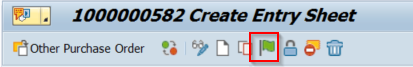 1000000582 Create Entry Sheet
Other Purchase Order